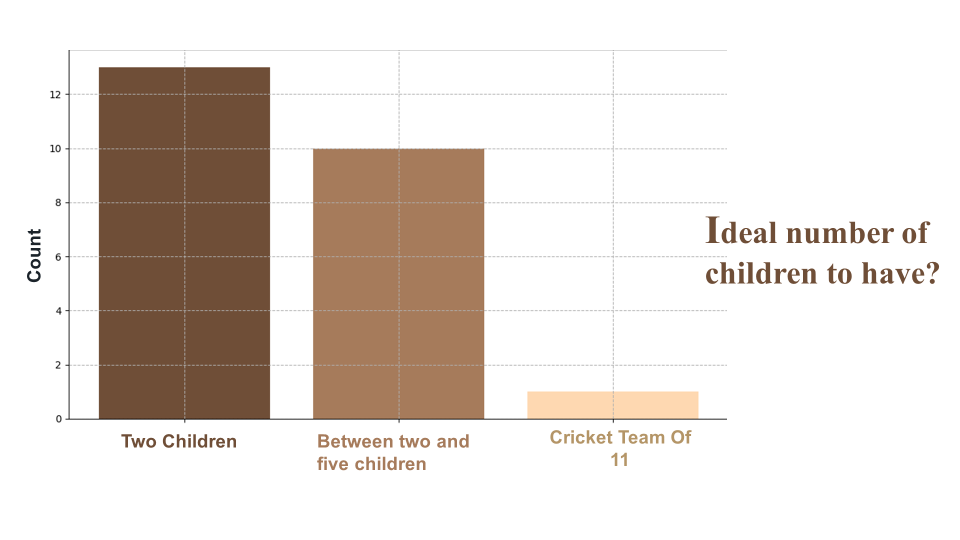 12
10
8
6
4
2
0
Count
Two Children
Between two and
five children
Cricket Team Of
11
Ideal number of
children to have?